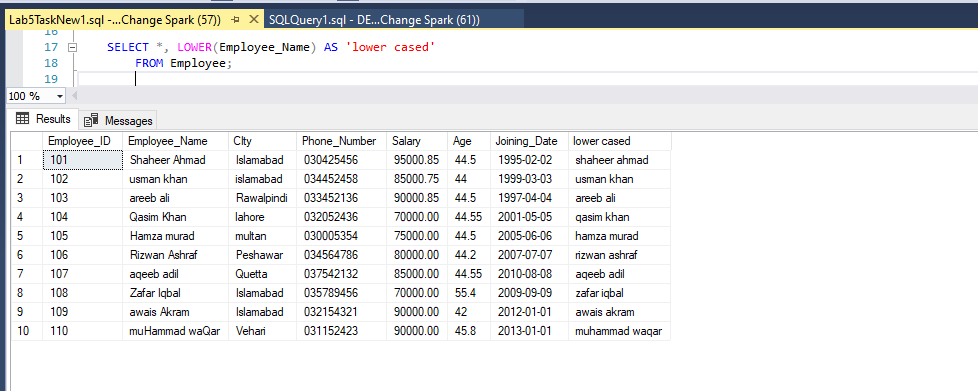 Lab5TaskNew1.sql -...Change Spark (57)) SQLQuery1.sql - DE...Change Spark (61))
16
17 SELECT *, LOWER(Employee_Name) AS 'lower cased'
18 FROM Employee;
19
100 %
Results Messages
Employee_ID Employee_Name CIty Phone_Number Salary Age Joining_Date lower cased
1 101 Shaheer Ahmad Islamabad 030425456 95000.85 44.5 1995-02-02 shaheer ahmad
2 102 usman khan islamabad 034452458 85000.75 44 1999-03-03 usman khan
3 103 areeb ali Rawalpindi 033452136 90000.85 44.5 1997-04-04 areeb ali
4 104 Qasim Khan lahore 032052436 70000.00 44.55 2001-05-05 qasim khan
5 105 Hamza murad multan 030005354 75000.00 44.5 2005-06-06 hamza murad
6 106 Rizwan Ashraf Peshawar 034564786 80000.00 44.2 2007-07-07 rizwan ashraf
7 107 aqeeb adil Quetta 037542132 85000.00 44.55 2010-08-08 aqeeb adil
8 108 Zafar Iqbal Islamabad 035789456 70000.00 55.4 2009-09-09 zafar iqbal
9 109 awais Akram Islamabad 032154321 90000.00 42 2012-01-01 awais akram
10 110 muHammad waQar Vehari 031152423 90000.00 45.8 2013-01-01 muhammad waqar